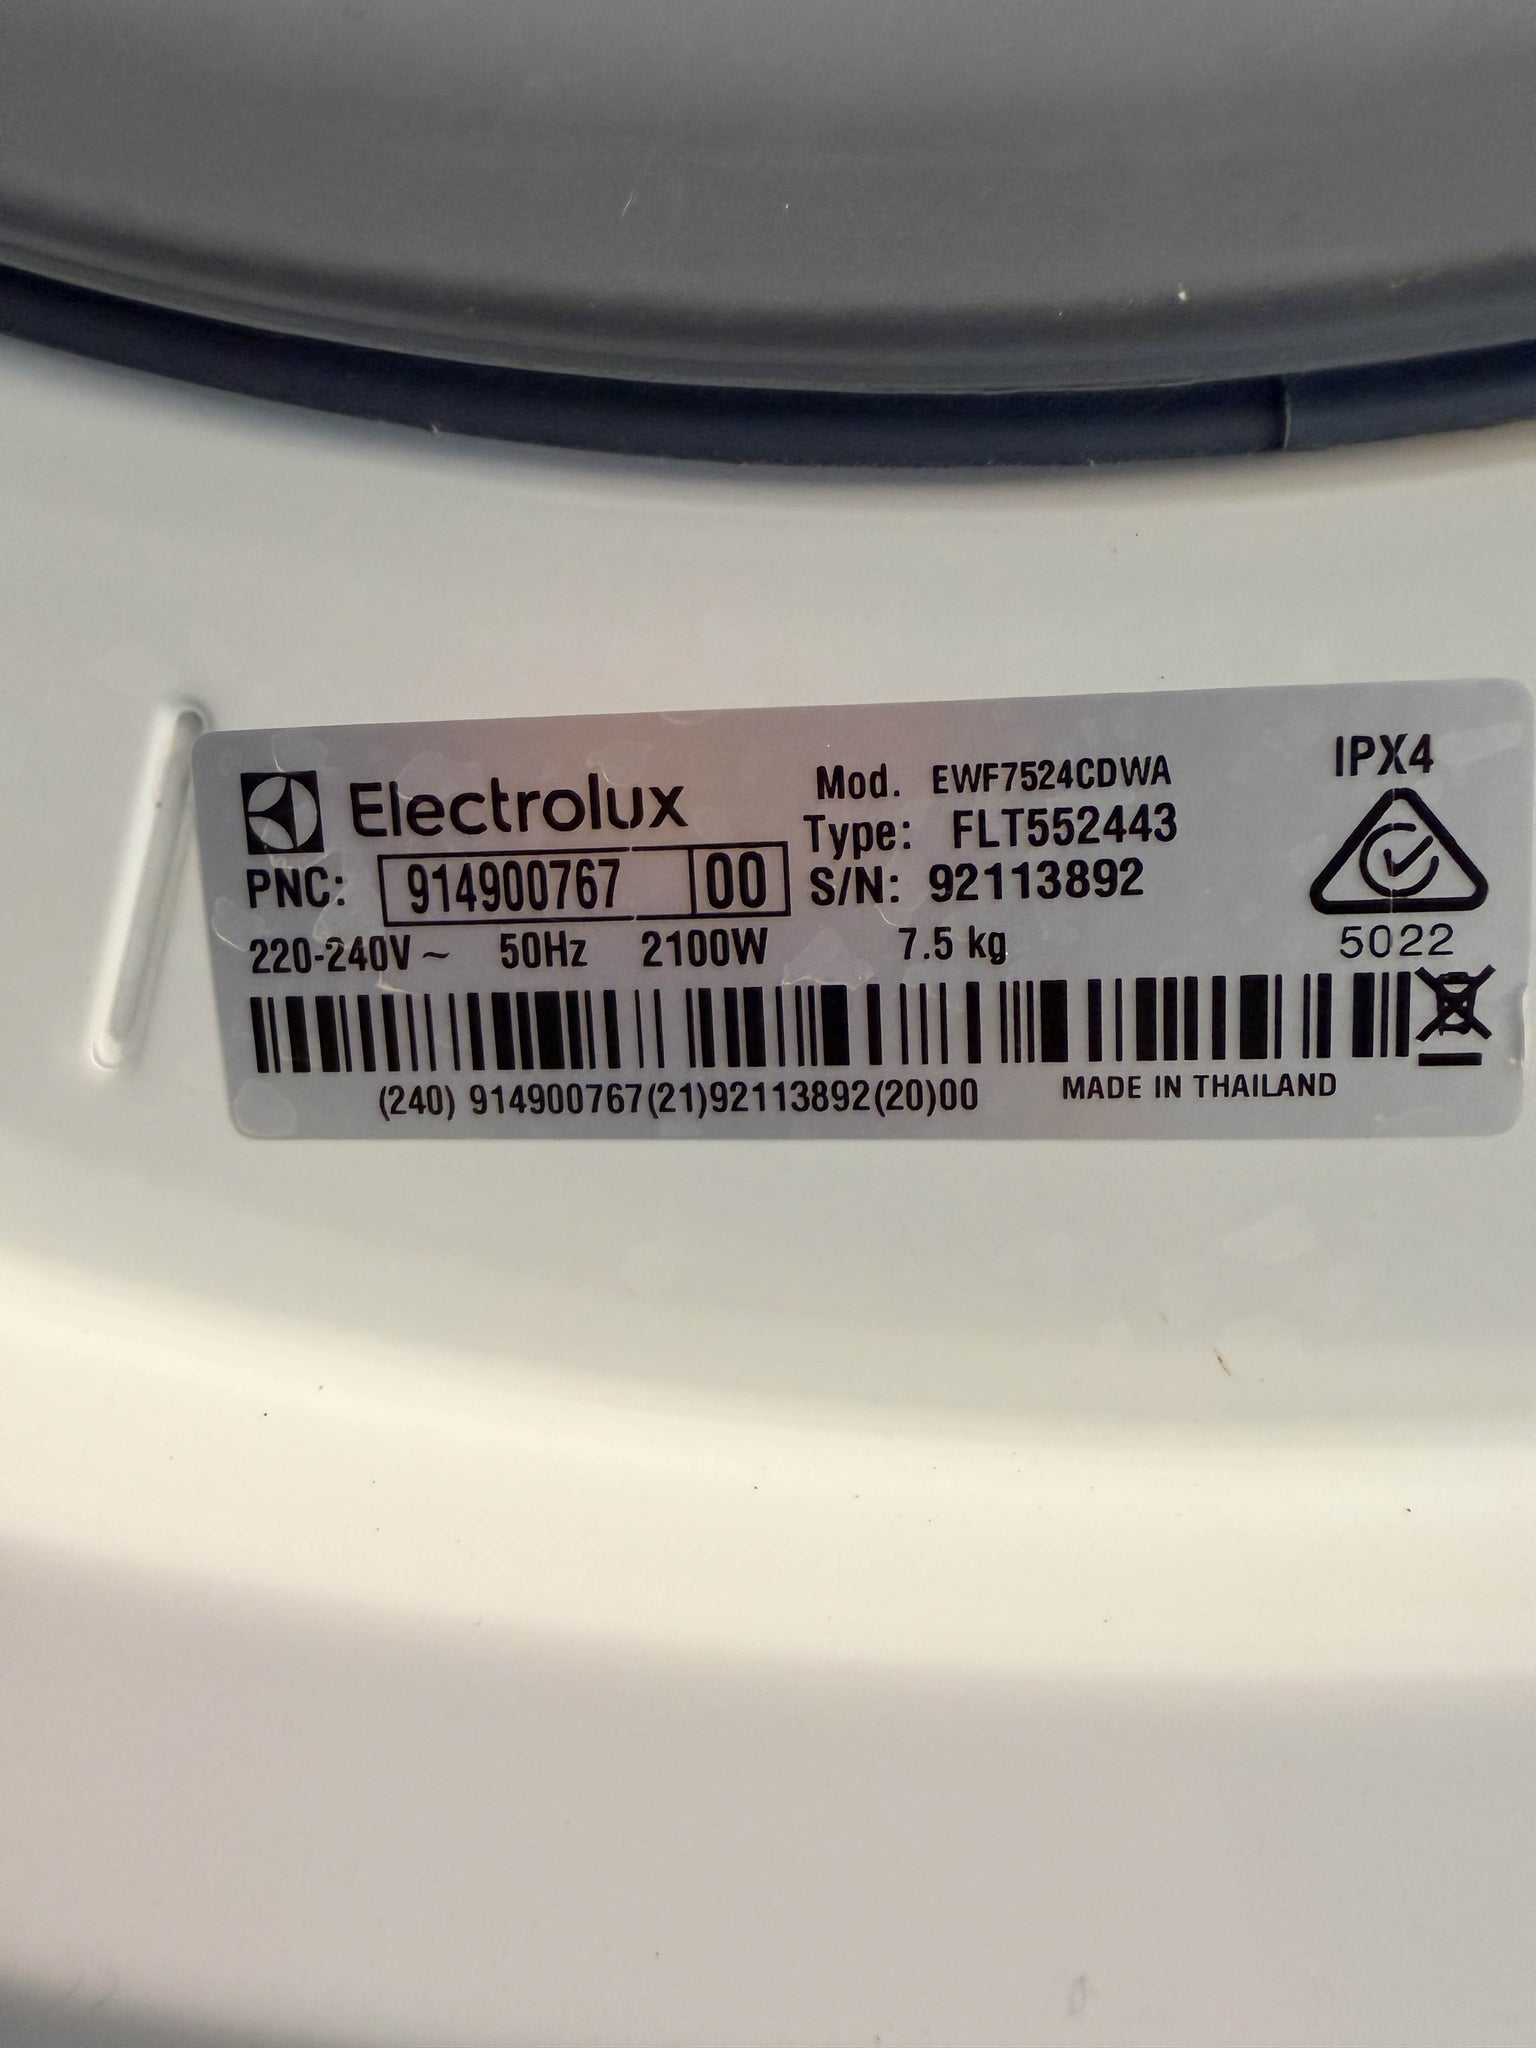 Electrolux
Mod. EWF7524CDWA
IPX4
Type: FLT552443
PNC: 914900767 00
S/N: 92113892
220-240V ~ 50Hz 2100W 7.5 kg
5022
(240) 914900767(21)92113892(20)00
MADE IN THAILAND